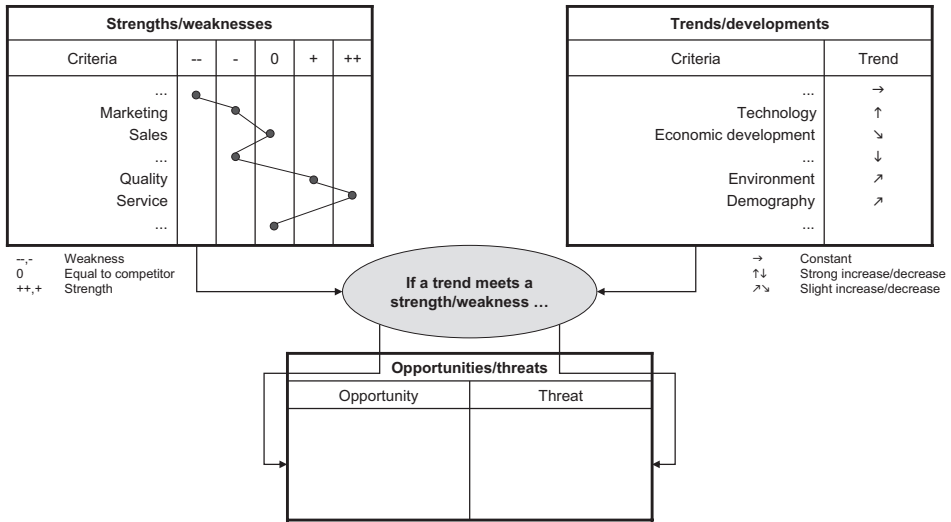 Strengths/weaknesses
Criteria -- - 0 + ++
...
Marketing
Sales
...
Quality
Service
...
--,- Weakness
0 Equal to competitor
++,+ Strength
Trends/developments
Criteria Trend
... →
Technology ↑
Economic development ↘
... ↓
Environment ↗
Demography ↗
...
→ Constant
↑↓ Strong increase/decrease
↗↘ Slight increase/decrease
If a trend meets a
strength/weakness ...
Opportunities/threats
Opportunity Threat